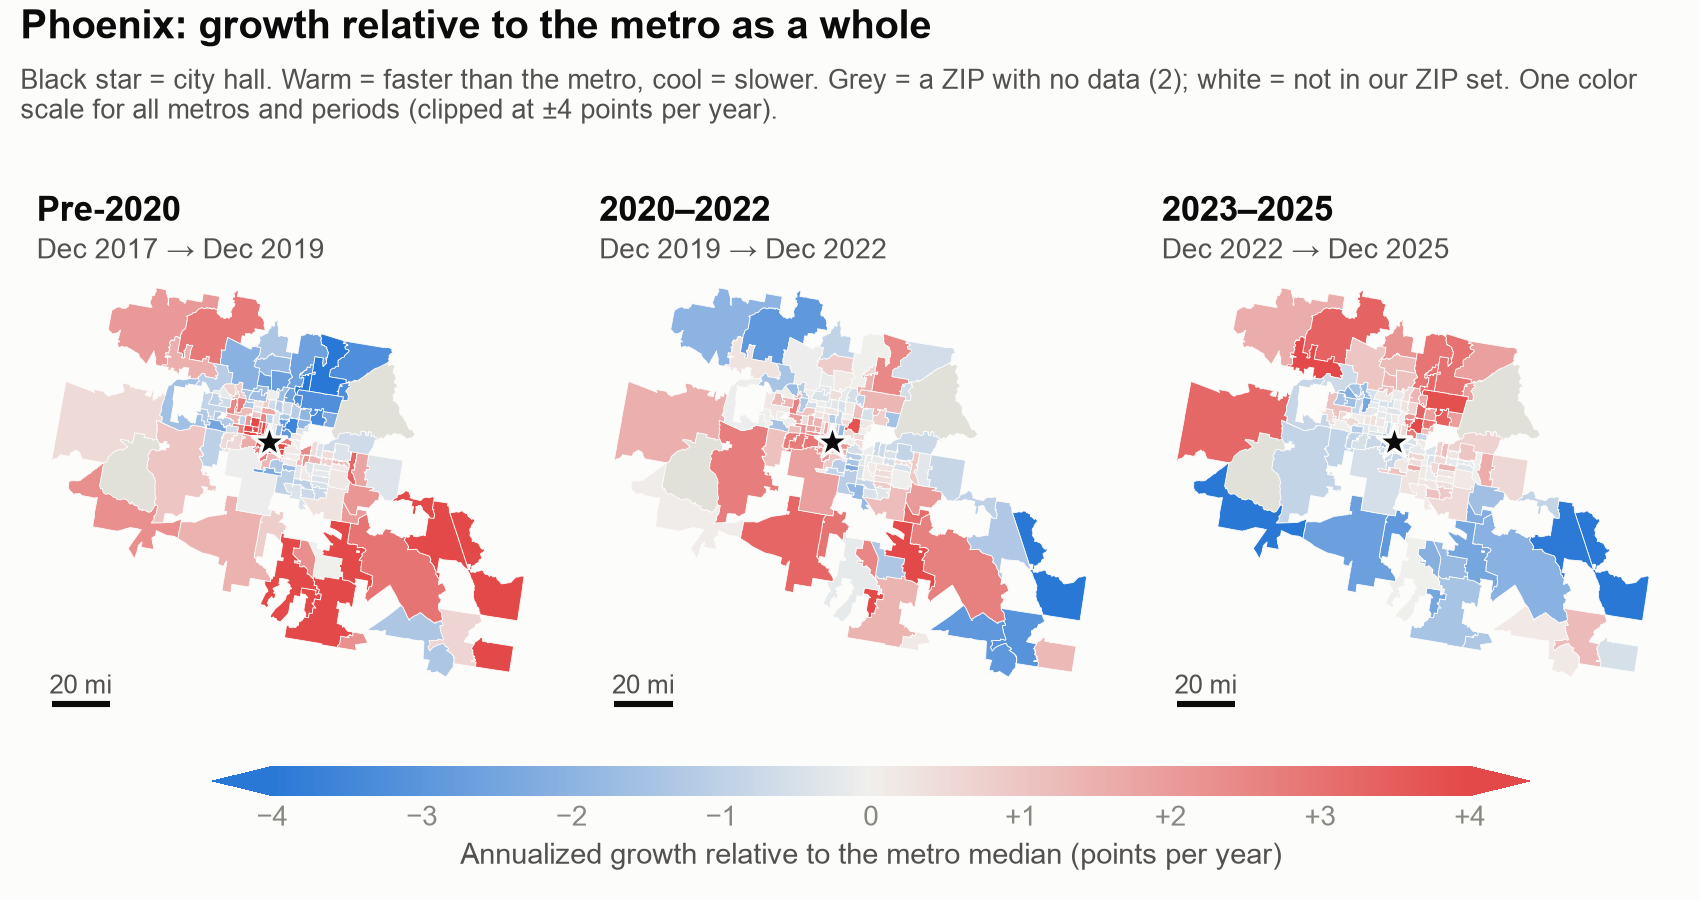 Phoenix: growth relative to the metro as a whole
Black star = city hall. Warm = faster than the metro, cool = slower. Grey = a ZIP with no data (2); white = not in our ZIP set. One color
scale for all metros and periods (clipped at ±4 points per year).
Pre-2020
Dec 2017 → Dec 2019
2020–2022
Dec 2019 → Dec 2022
2023–2025
Dec 2022 → Dec 2025
20 mi
20 mi
20 mi
−4 −3 −2 −1 0 +1 +2 +3 +4
Annualized growth relative to the metro median (points per year)